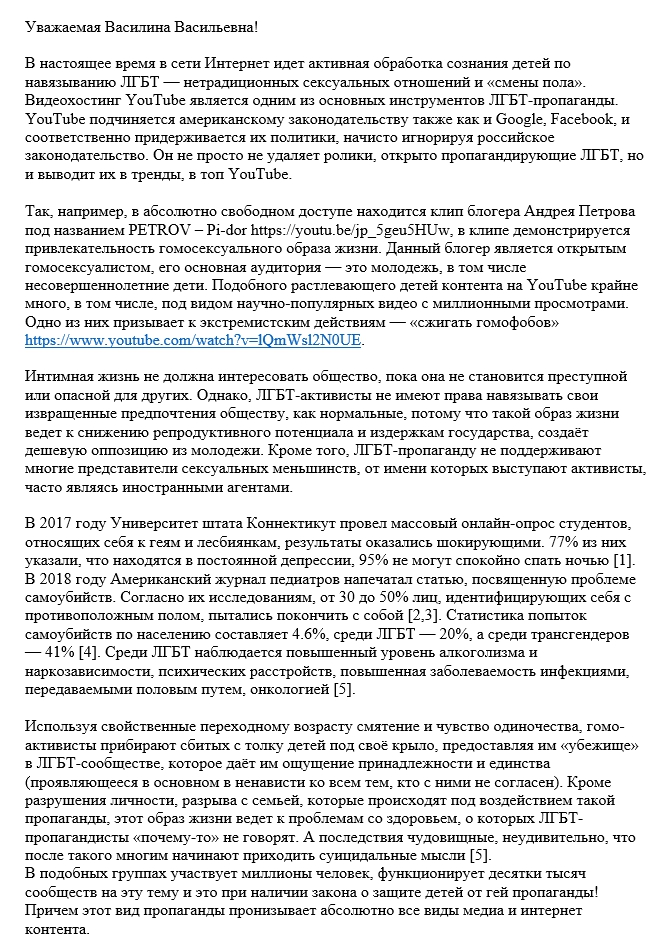 Уважаемая Василина Васильевна!
В настоящее время в сети Интернет идет активная обработка сознания детей по
навязыванию ЛГБТ — нетрадиционных сексуальных отношений и «смены пола».
Видеохостинг YouTube является одним из основных инструментов ЛГБТ-пропаганды.
YouTube подчиняется американскому законодательству также как и Google, Facebook, и
соответственно придерживается их политики, начисто игнорируя российское
законодательство. Он не просто не удаляет ролики, открыто пропагандирующие ЛГБТ, но
и выводит их в тренды, в топ YouTube.
Так, например, в абсолютно свободном доступе находится клип блогера Андрея Петрова
под названием PETROV – Pi-dor https://youtu.be/jp_5geu5HUw, в клипе демонстрируется
привлекательность гомосексуального образа жизни. Данный блогер является открытым
гомосексуалистом, его основная аудитория — это молодежь, в том числе
несовершеннолетние дети. Подобного растлевающего детей контента на YouTube крайне
много, в том числе, под видом научно-популярных видео с миллионными просмотрами.
Одно из них призывает к экстремистским действиям — «сжигать гомофобов»
https://www.youtube.com/watch?v=lQmWsl2N0UE.
Интимная жизнь не должна интересовать общество, пока она не становится преступной
или опасной для других. Однако, ЛГБТ-активисты не имеют права навязывать свои
извращенные предпочтения обществу, как нормальные, потому что такой образ жизни
ведет к снижению репродуктивного потенциала и издержкам государства, создаёт
дешевую оппозицию из молодежи. Кроме того, ЛГБТ-пропаганду не поддерживают
многие представители сексуальных меньшинств, от имени которых выступают активисты,
часто являясь иностранными агентами.
В 2017 году Университет штата Коннектикут провел массовый онлайн-опрос студентов,
относящих себя к геям и лесбиянкам, результаты оказались шокирующими. 77% из них
указали, что находятся в постоянной депрессии, 95% не могут спокойно спать ночью [1].
В 2018 году Американский журнал педиатров напечатал статью, посвященную проблеме
самоубийств. Согласно их исследованиям, от 30 до 50% лиц, идентифицирующих себя с
противоположным полом, пытались покончить с собой [2,3]. Статистика попыток
самоубийств по населению составляет 4.6%, среди ЛГБТ — 20%, а среди трансгендеров
— 41% [4]. Среди ЛГБТ наблюдается повышенный уровень алкоголизма и
наркозависимости, психических расстройств, повышенная заболеваемость инфекциями,
передаваемыми половым путем, онкологией [5].
Используя свойственные переходному возрасту смятение и чувство одиночества, гомо-
активисты прибирают сбитых с толку детей под своё крыло, предоставляя им «убежище»
в ЛГБТ-сообществе, которое даёт им ощущение принадлежности и единства
(проявляющееся в основном в ненависти ко всем тем, кто с ними не согласен). Кроме
разрушения личности, разрыва с семьей, которые происходят под воздействием такой
пропаганды, этот образ жизни ведет к проблемам со здоровьем, о которых ЛГБТ-
пропагандисты «почему-то» не говорят. А последствия чудовищные, неудивительно, что
после такого многим начинают приходить суицидальные мысли [5].
В подобных группах участвует миллионы человек, функционирует десятки тысяч
сообществ на эту тему и это при наличии закона о защите детей от гей пропаганды!
Причем этот вид пропаганды пронизывает абсолютно все виды медиа и интернет
контента.